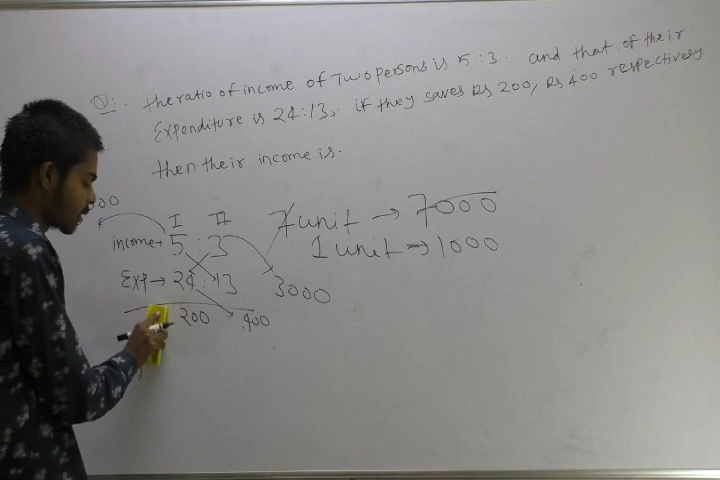 Q:. the ratio of income of Two persons is 5:3. and that of their
Expenditure is 24:13, if they saves Rs 200, Rs 400 respectively
then their income is.
I II
income→ 5 : 3
Exp→ 24 : 13
200 400
7 unit → 7000
1 unit → 1000
3000